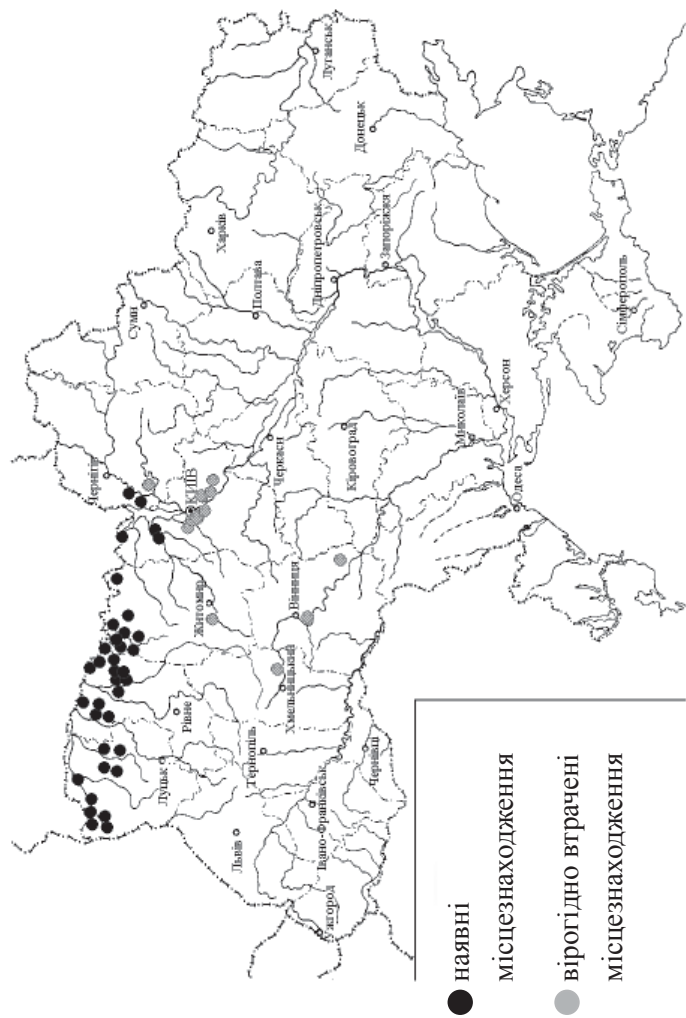 Чернігів
Суми
Луцьк
Рівне
Житомир
КИЇВ
Харків
Львів
Тернопіль
Хмельницький
Вінниця
Черкаси
Полтава
Луганськ
Ужгород
Івано-Франківськ
Чернівці
Кіровоград
Дніпропетровськ
Донецьк
Запоріжжя
Миколаїв
Одеса
Херсон
Сімферополь
наявні
місцезнаходження
вірогідно втрачені
місцезнаходження